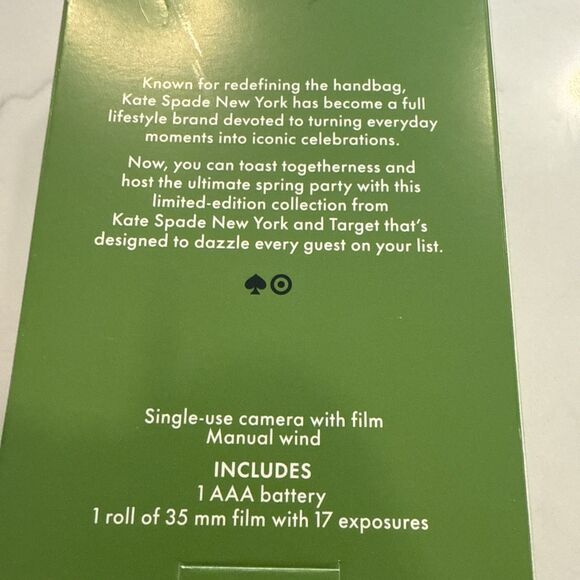 Known for redefining the handbag,
Kate Spade New York has become a full
lifestyle brand devoted to turning everyday
moments into iconic celebrations.
Now, you can toast togetherness and
host the ultimate spring party with this
limited-edition collection from
Kate Spade New York and Target that's
designed to dazzle every guest on your list.
Single-use camera with film
Manual wind
INCLUDES
1 AAA battery
1 roll of 35 mm film with 17 exposures